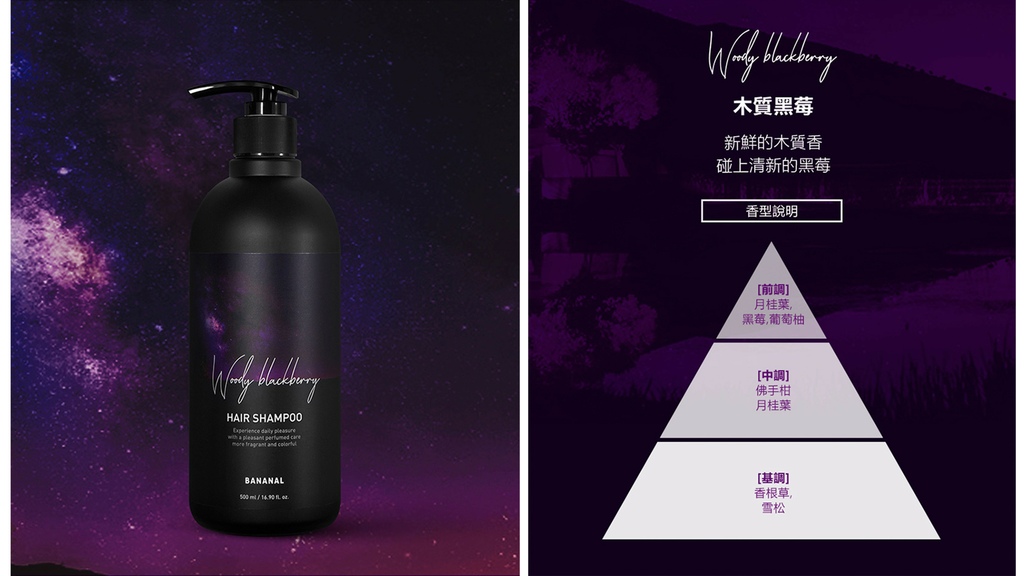 Woody blackberry
HAIR SHAMPOO
Experience daily pleasure
with a pleasant perfumed care
more fragrant and colorful
BANANAL
500 ml / 16.90 fl. oz.
Woody blackberry
木質黑莓
新鮮的木質香
碰上清新的黑莓
香型說明
[前調]
月桂葉,
黑莓,葡萄柚
[中調]
佛手柑
月桂葉
[基調]
香根草,
雪松